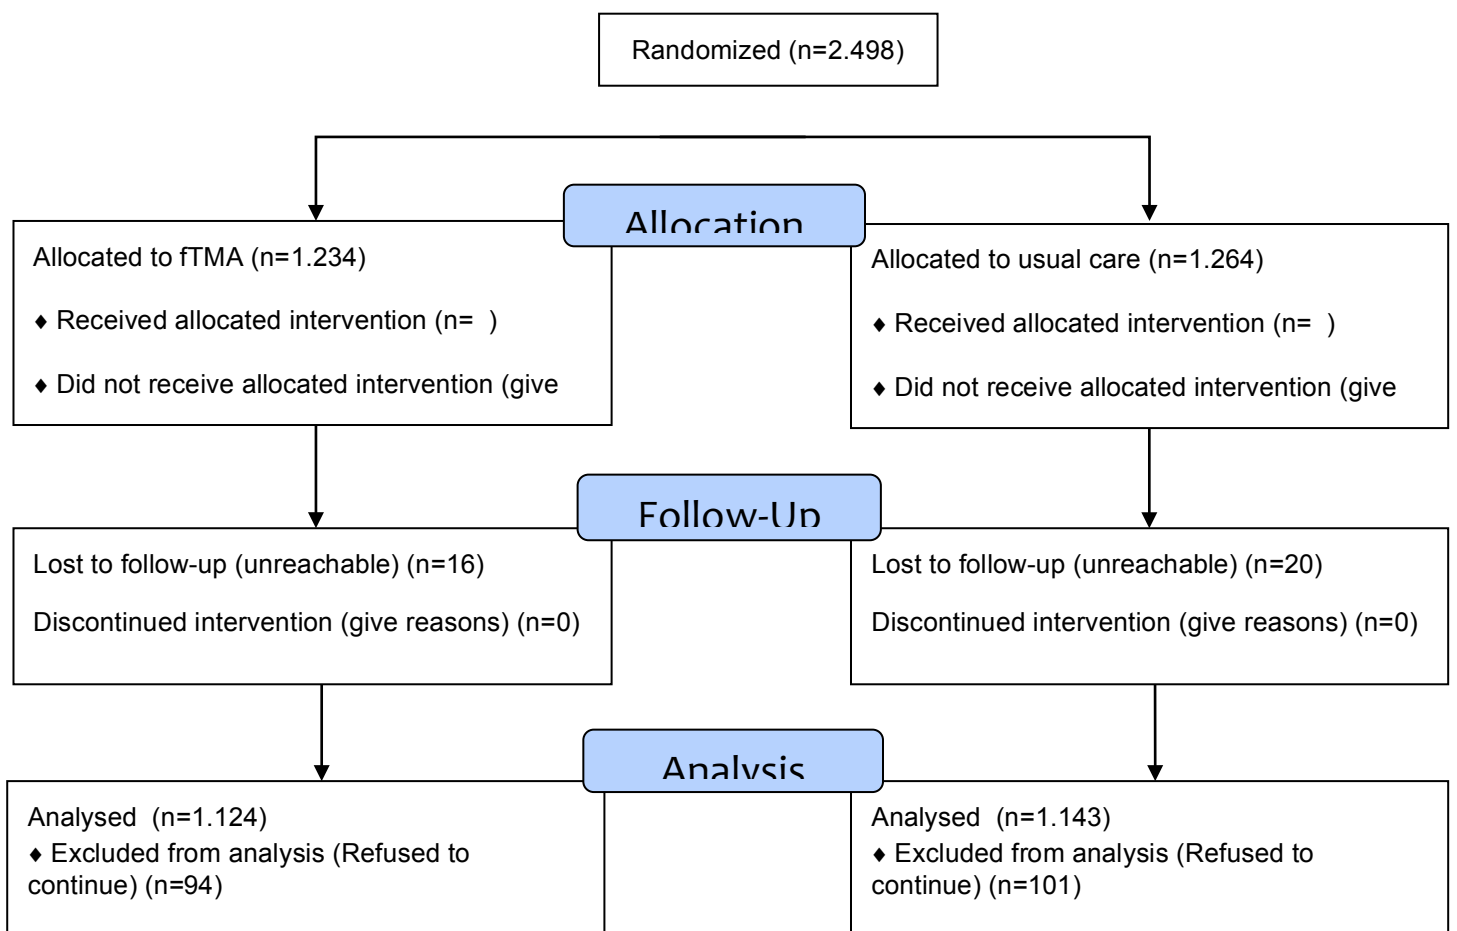 Randomized (n=2.498)
Allocation
Allocated to fTMA (n=1.234)
♦ Received allocated intervention (n=  )
♦ Did not receive allocated intervention (give
Allocated to usual care (n=1.264)
♦ Received allocated intervention (n=  )
♦ Did not receive allocated intervention (give
Follow-Up
Lost to follow-up (unreachable) (n=16)
Discontinued intervention (give reasons) (n=0)
Lost to follow-up (unreachable) (n=20)
Discontinued intervention (give reasons) (n=0)
Analysis
Analysed  (n=1.124)
♦ Excluded from analysis (Refused to
continue) (n=94)
Analysed  (n=1.143)
♦ Excluded from analysis (Refused to
continue) (n=101)